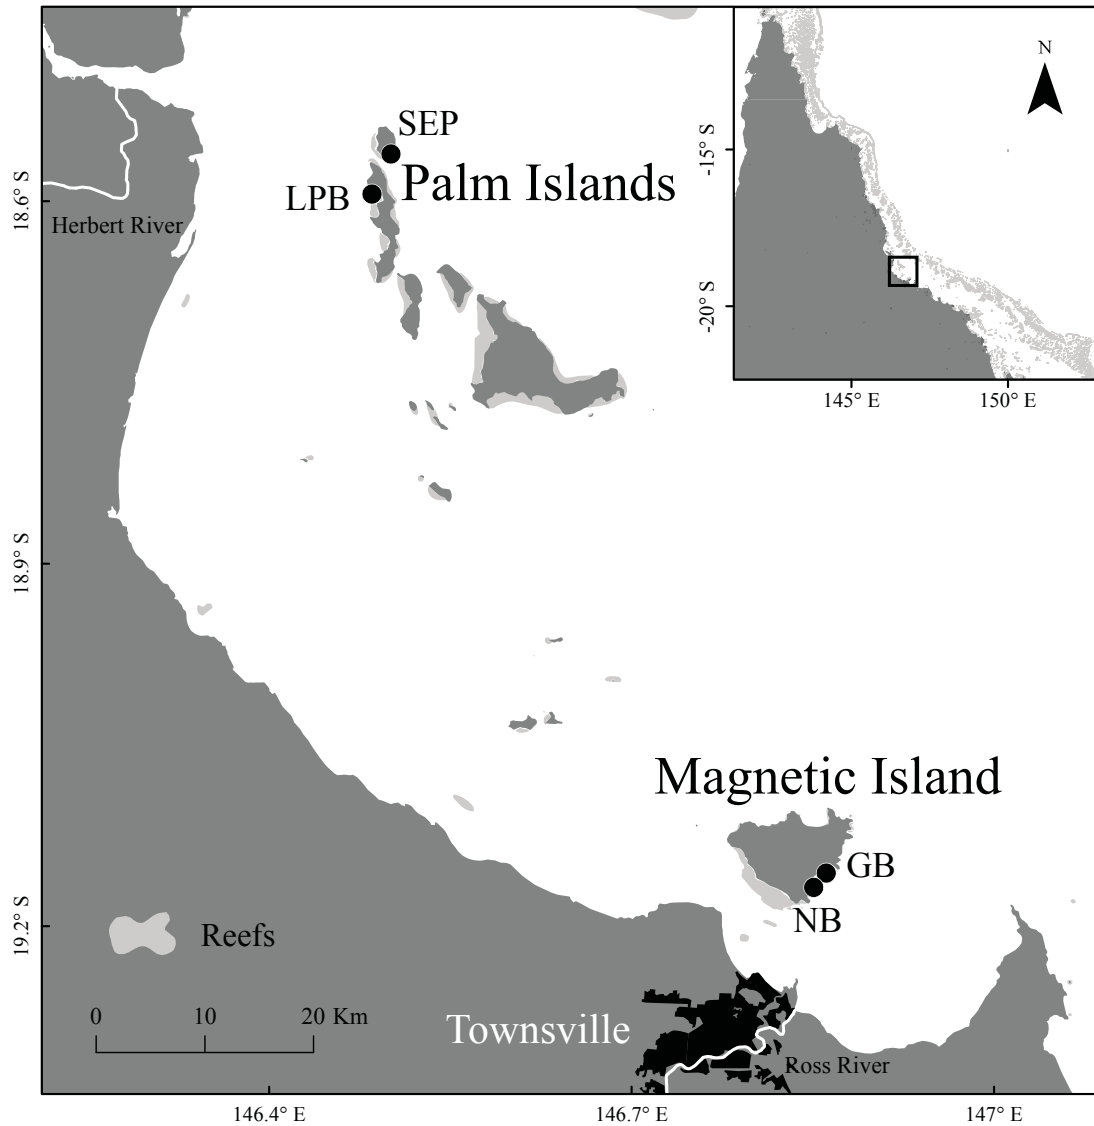 N
SEP
Palm Islands
LPB
Herbert River
-15° S
-20° S
145° E
150° E
18.6° S
18.9° S
19.2° S
Magnetic Island
GB
NB
Reefs
0
10
20 Km
Townsville
Ross River
146.4° E
146.7° E
147° E